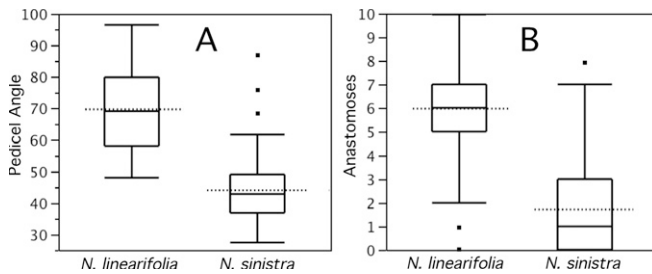 A
Pedicel Angle
100
90
80
70
60
50
40
30
N. linearifolia
N. sinistra
B
Anastomoses
10
9
8
7
6
5
4
3
2
1
0
N. linearifolia
N. sinistra